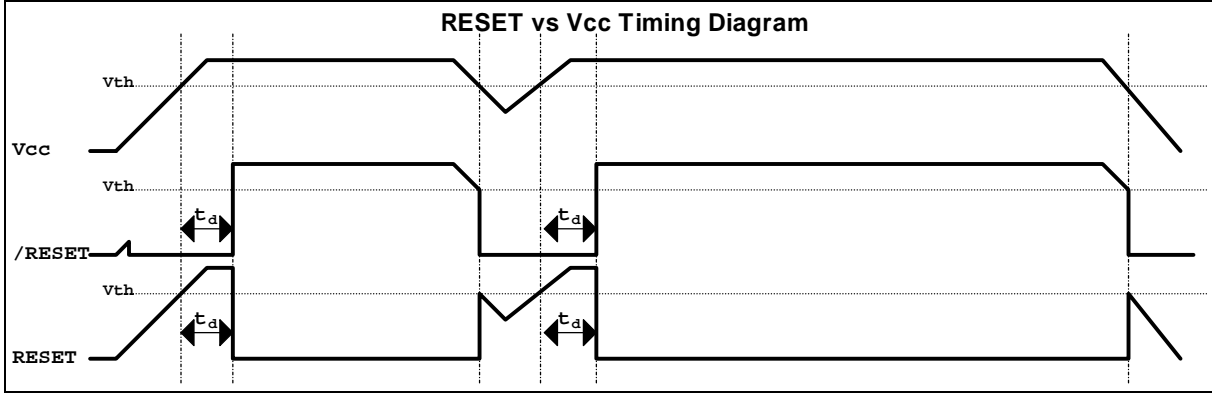 RESET vs Vcc Timing Diagram
Vth
Vcc
Vth
td td
/RESET
Vth
td td
RESET